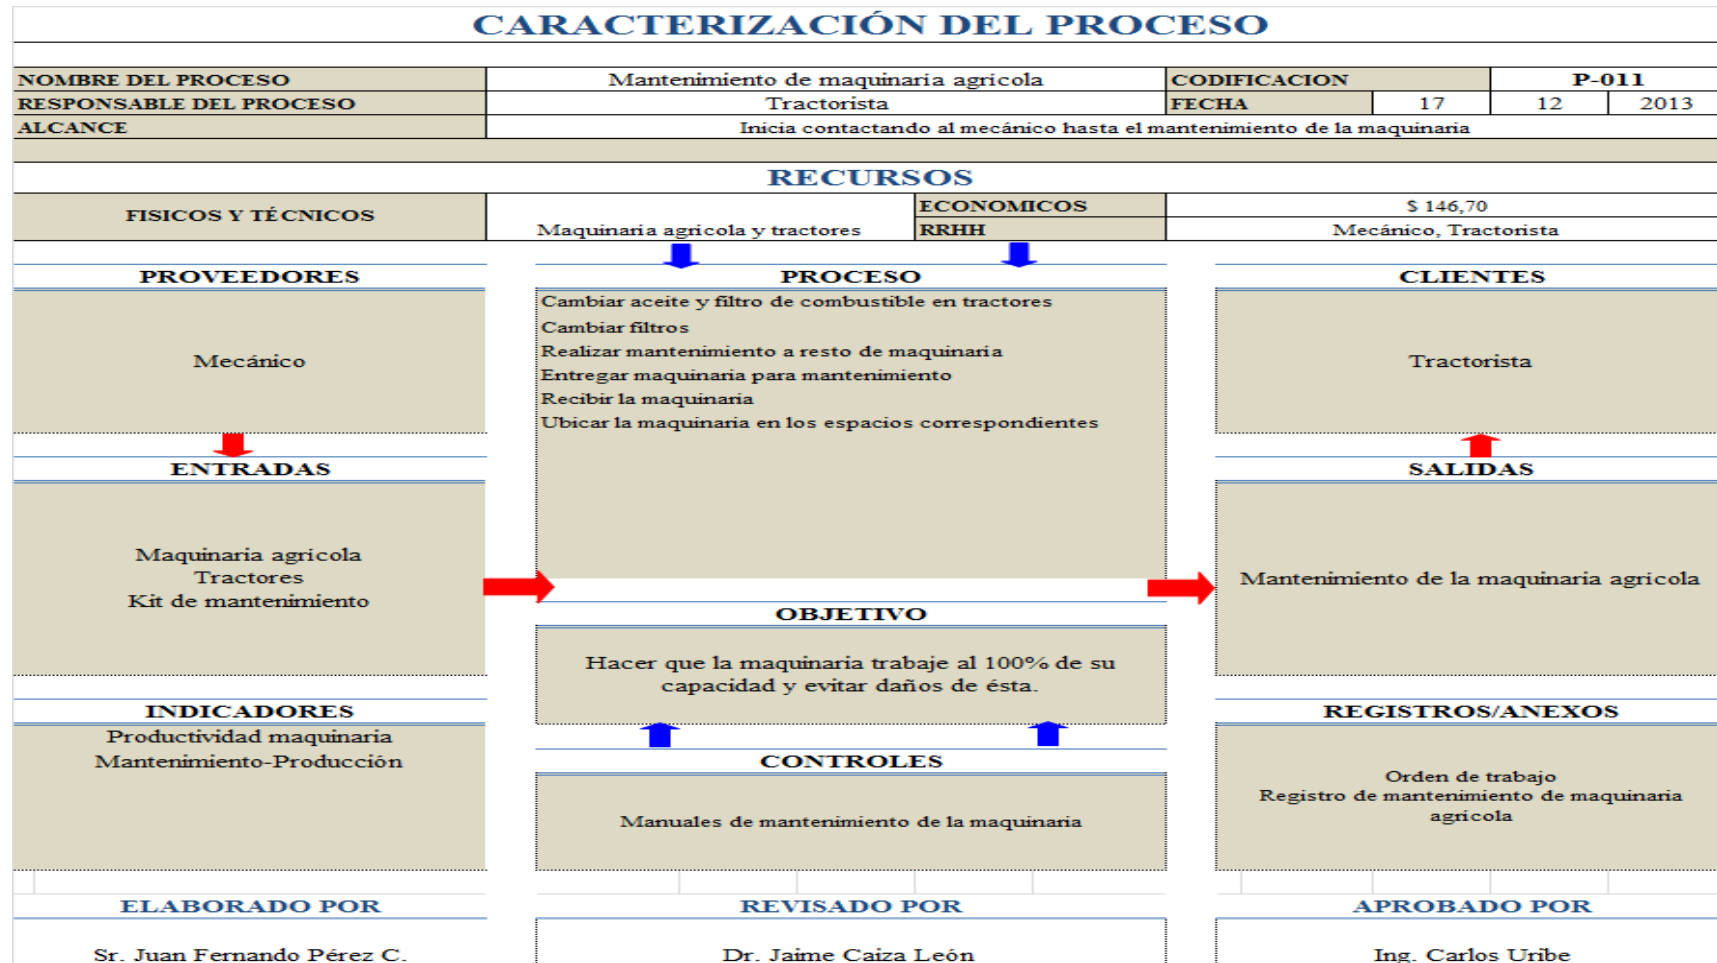 CARACTERIZACIÓN DEL PROCESO
NOMBRE DEL PROCESO Mantenimiento de maquinaria agricola CODIFICACION P-011
RESPONSABLE DEL PROCESO Tractorista FECHA 17 12 2013
ALCANCE Inicia contactando al mecánico hasta el mantenimiento de la maquinaria
RECURSOS
FISICOS Y TÉCNICOS Maquinaria agricola y tractores
ECONOMICOS $ 146,70
RRHH Mecánico, Tractorista
PROVEEDORES
Mecánico
ENTRADAS
Maquinaria agricola
Tractores
Kit de mantenimiento
INDICADORES
Productividad maquinaria
Mantenimiento-Producción
PROCESO
Cambiar aceite y filtro de combustible en tractores
Cambiar filtros
Realizar mantenimiento a resto de maquinaria
Entregar maquinaria para mantenimiento
Recibir la maquinaria
Ubicar la maquinaria en los espacios correspondientes
OBJETIVO
Hacer que la maquinaria trabaje al 100% de su
capacidad y evitar daños de ésta.
CONTROLES
Manuales de mantenimiento de la maquinaria
CLIENTES
Tractorista
SALIDAS
Mantenimiento de la maquinaria agricola
REGISTROS/ANEXOS
Orden de trabajo
Registro de mantenimiento de maquinaria
agricola
ELABORADO POR
Sr. Juan Fernando Pérez C.
REVISADO POR
Dr. Jaime Caiza León
APROBADO POR
Ing. Carlos Uribe